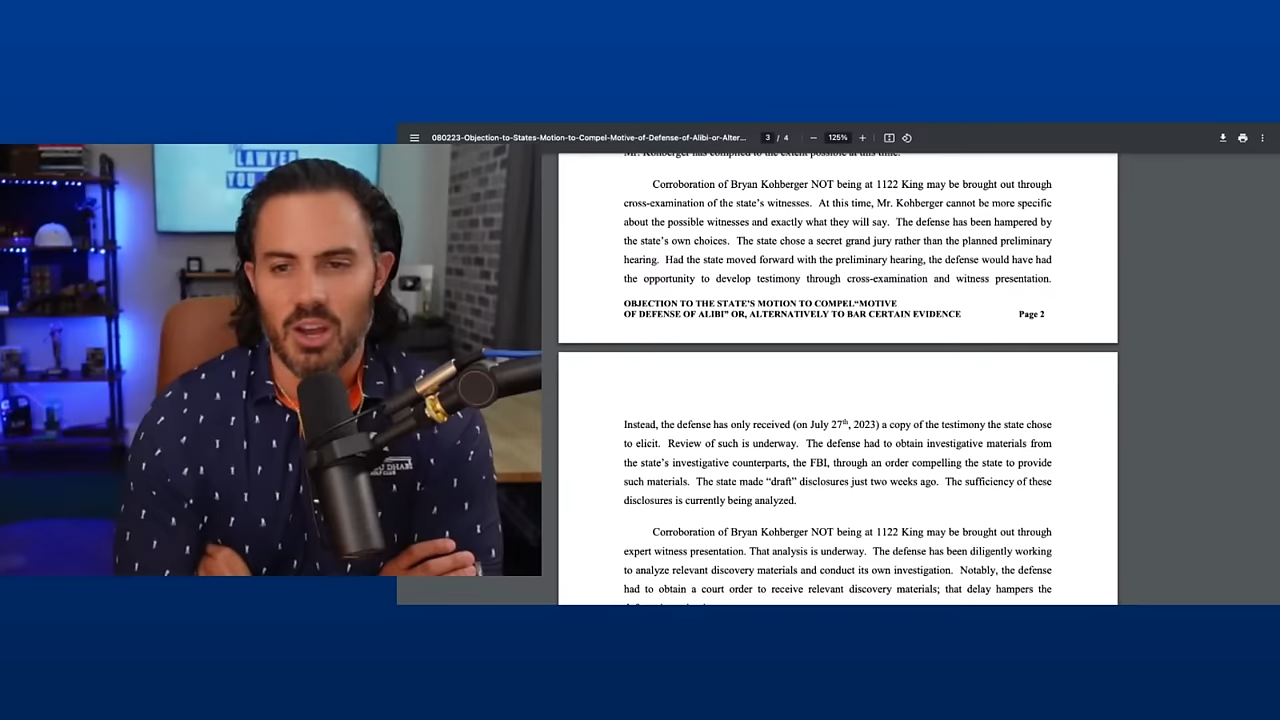 080223-Objection-to-States-Motion-to-Compel-Motive-of-Defense-of-Alibi-or-Alter...
3 / 4
125%
LAWYER
Mr. Kohberger has complied to the extent possible at this time.
Corroboration of Bryan Kohberger NOT being at 1122 King may be brought out through
cross-examination of the state's witnesses. At this time, Mr. Kohberger cannot be more specific
about the possible witnesses and exactly what they will say. The defense has been hampered by
the state's own choices. The state chose a secret grand jury rather than the planned preliminary
hearing. Had the state moved forward with the preliminary hearing, the defense would have had
the opportunity to develop testimony through cross-examination and witness presentation.
OBJECTION TO THE STATE'S MOTION TO COMPEL“MOTIVE
OF DEFENSE OF ALIBI” OR, ALTERNATIVELY TO BAR CERTAIN EVIDENCE Page 2
Instead, the defense has only received (on July 27th, 2023) a copy of the testimony the state chose
to elicit. Review of such is underway. The defense had to obtain investigative materials from
the state's investigative counterparts, the FBI, through an order compelling the state to provide
such materials. The state made “draft” disclosures just two weeks ago. The sufficiency of these
disclosures is currently being analyzed.
Corroboration of Bryan Kohberger NOT being at 1122 King may be brought out through
expert witness presentation. That analysis is underway. The defense has been diligently working
to analyze relevant discovery materials and conduct its own investigation. Notably, the defense
had to obtain a court order to receive relevant discovery materials; that delay hampers the